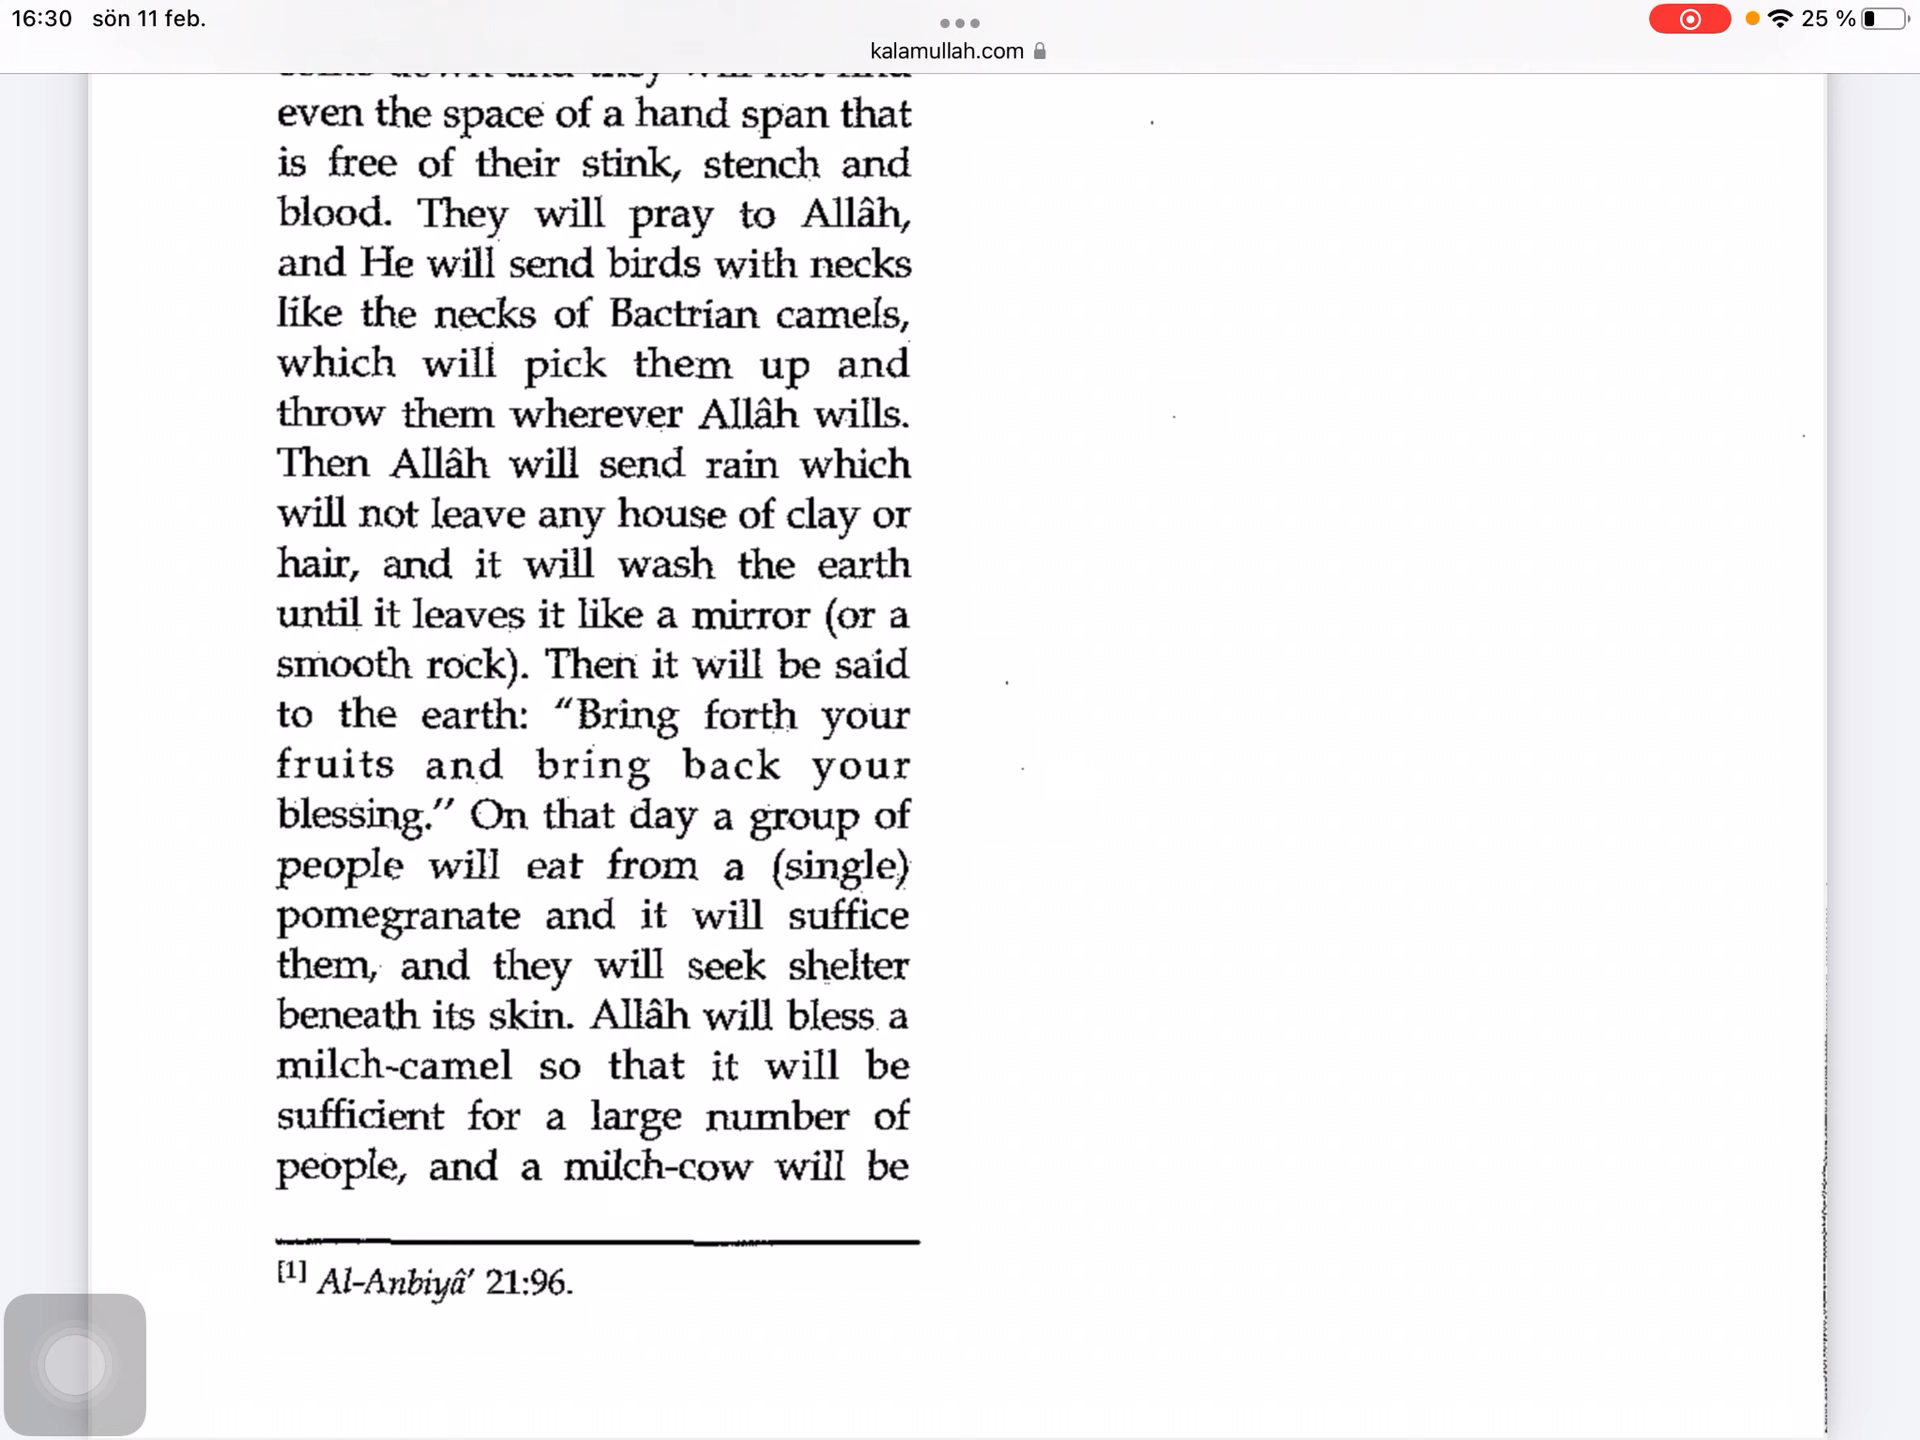 16:30 sön 11 feb.
25 %
kalamullah.com
even the space of a hand span that
is free of their stink, stench and
blood. They will pray to Allâh,
and He will send birds with necks
like the necks of Bactrian camels,
which will pick them up and
throw them wherever Allâh wills.
Then Allâh will send rain which
will not leave any house of clay or
hair, and it will wash the earth
until it leaves it like a mirror (or a
smooth rock). Then it will be said
to the earth: “Bring forth your
fruits and bring back your
blessing.” On that day a group of
people will eat from a (single)
pomegranate and it will suffice
them, and they will seek shelter
beneath its skin. Allâh will bless a
milch-camel so that it will be
sufficient for a large number of
people, and a milch-cow will be
[1] Al-Anbiyâ’ 21:96.